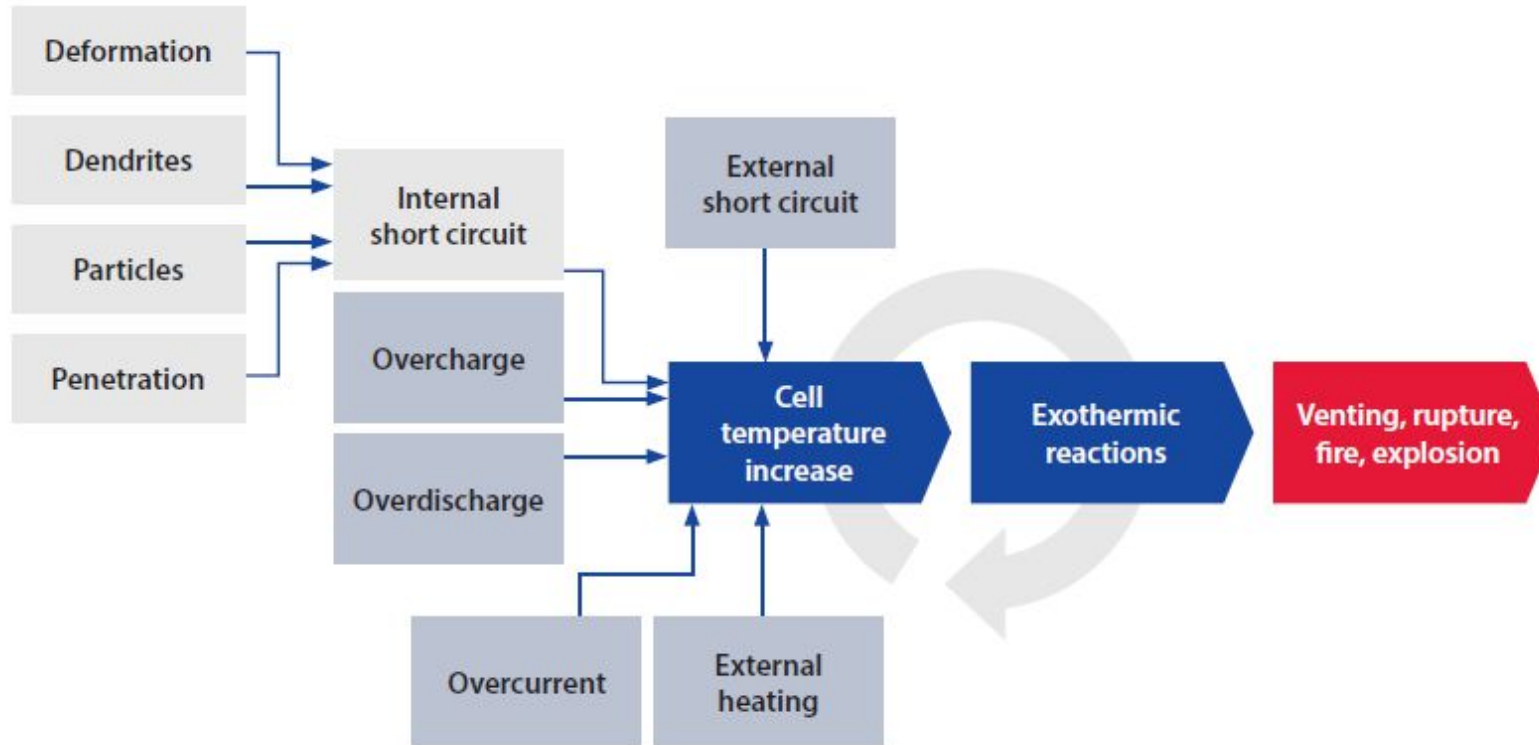 Deformation
Dendrites
Particles
Penetration
Internal
short circuit
Overcharge
Overdischarge
External
short circuit
Cell
temperature
increase
Exothermic
reactions
Venting, rupture,
fire, explosion
Overcurrent
External
heating